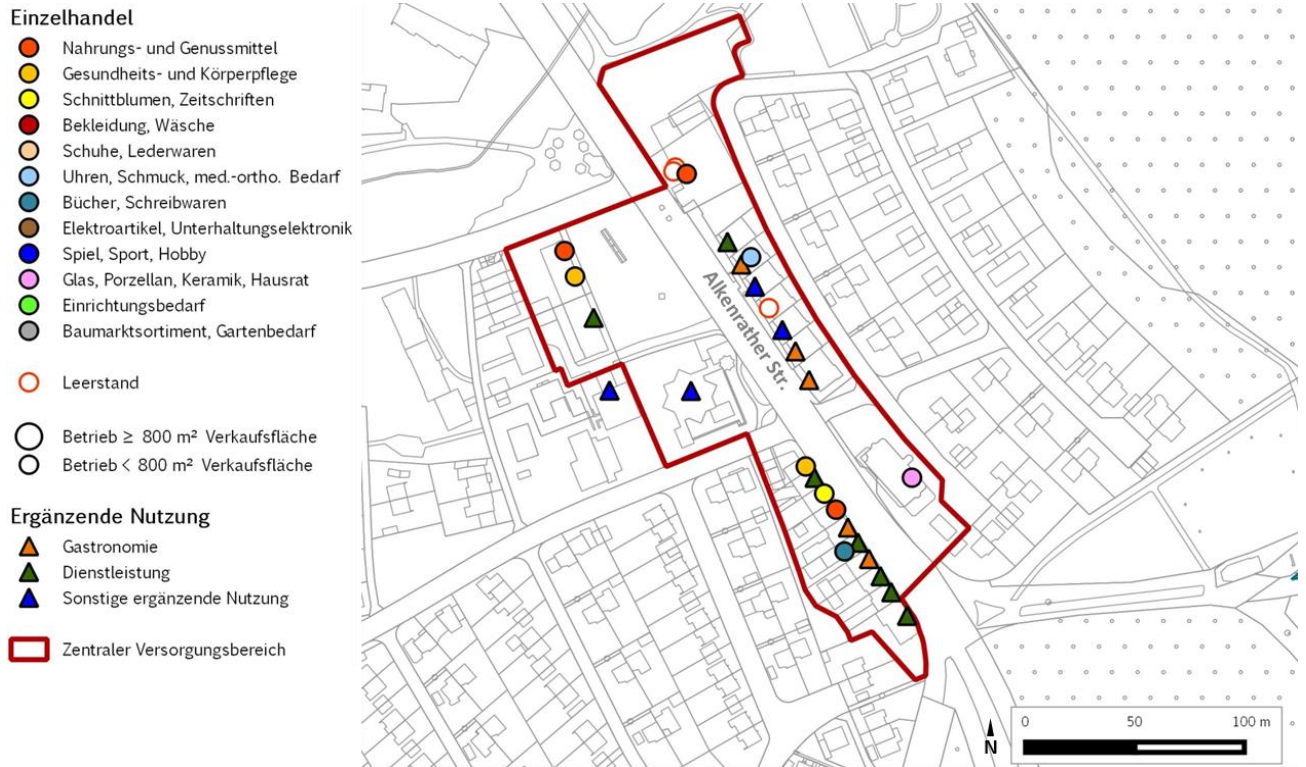 Einzelhandel
Nahrungs- und Genussmittel
Gesundheits- und Körperpflege
Schnittblumen, Zeitschriften
Bekleidung, Wäsche
Schuhe, Lederwaren
Uhren, Schmuck, med.-ortho. Bedarf
Bücher, Schreibwaren
Elektroartikel, Unterhaltungselektronik
Spiel, Sport, Hobby
Glas, Porzellan, Keramik, Hausrat
Einrichtungsbedarf
Baumarktsortiment, Gartenbedarf
Leerstand
Betrieb ≥ 800 m² Verkaufsfläche
Betrieb < 800 m² Verkaufsfläche
Ergänzende Nutzung
Gastronomie
Dienstleistung
Sonstige ergänzende Nutzung
Zentraler Versorgungsbereich
Alkenrather Str.
N
0 50 100 m